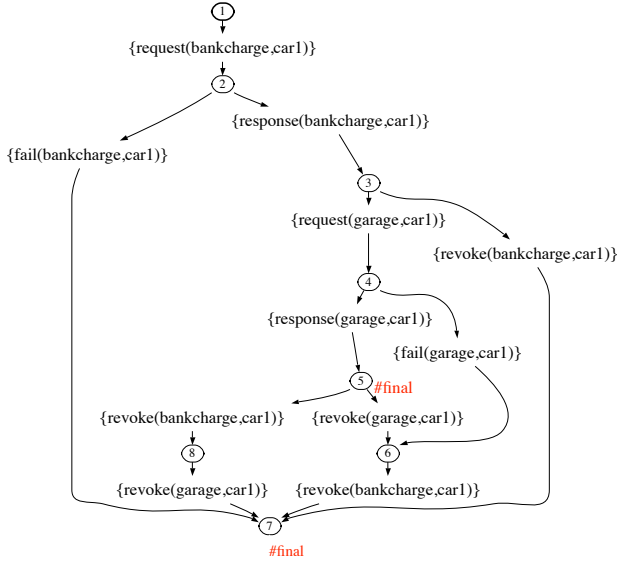 1
{request(bankcharge,car1)}
2
{response(bankcharge,car1)}
{fail(bankcharge,car1)}
3
{request(garage,car1)}
{revoke(bankcharge,car1)}
4
{response(garage,car1)}
{fail(garage,car1)}
5
#final
{revoke(bankcharge,car1)}
{revoke(garage,car1)}
8
6
{revoke(garage,car1)}
{revoke(bankcharge,car1)}
7
#final